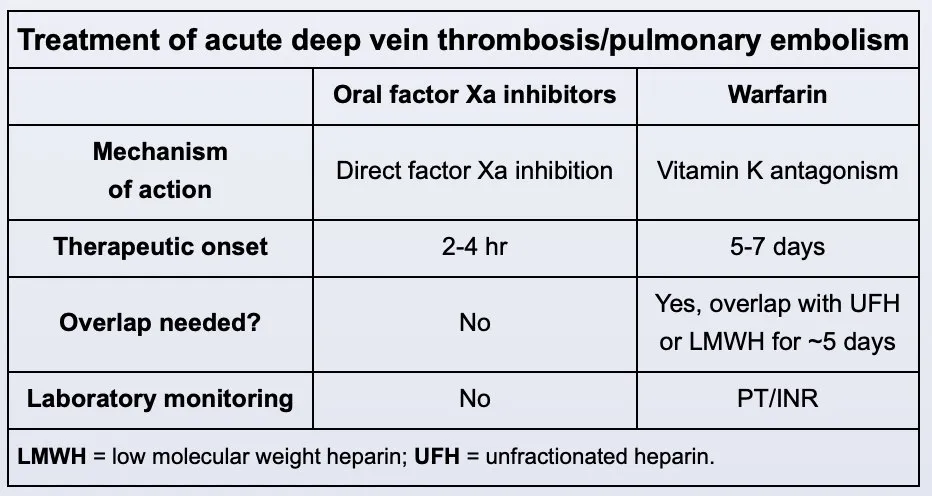 Treatment of acute deep vein thrombosis/pulmonary embolism
Oral factor Xa inhibitors Warfarin
Mechanism
of action
Direct factor Xa inhibition Vitamin K antagonism
Therapeutic onset 2-4 hr 5-7 days
Overlap needed? No
Yes, overlap with UFH
or LMWH for ~5 days
Laboratory monitoring No PT/INR
LMWH = low molecular weight heparin; UFH = unfractionated heparin.